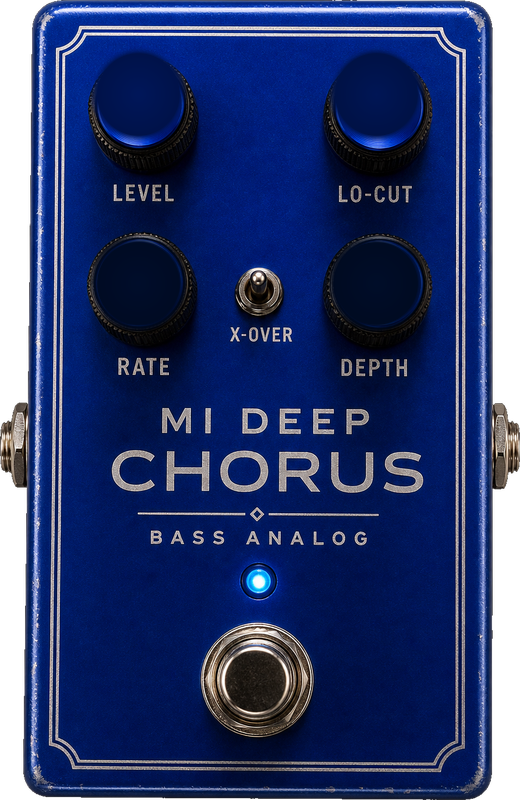 LEVEL LO-CUT
X-OVER
RATE DEPTH
MI DEEP
CHORUS
BASS ANALOG